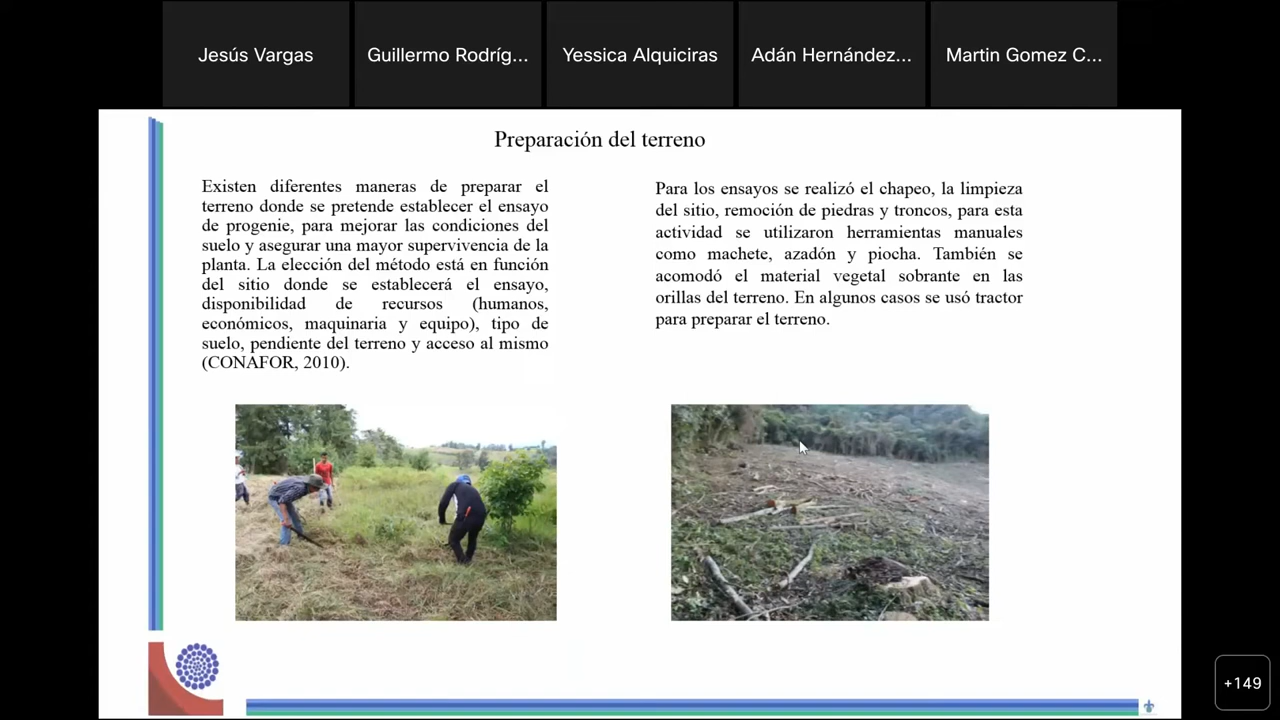 Jesús Vargas
Guillermo Rodríg...
Yessica Alquiciras
Adán Hernández...
Martin Gomez C...
Preparación del terreno
Existen diferentes maneras de preparar el
terreno donde se pretende establecer el ensayo
de progenie, para mejorar las condiciones del
suelo y asegurar una mayor supervivencia de la
planta. La elección del método está en función
del sitio donde se establecerá el ensayo,
disponibilidad de recursos (humanos,
económicos, maquinaria y equipo), tipo de
suelo, pendiente del terreno y acceso al mismo
(CONAFOR, 2010).
Para los ensayos se realizó el chapeo, la limpieza
del sitio, remoción de piedras y troncos, para esta
actividad se utilizaron herramientas manuales
como machete, azadón y piocha. También se
acomodó el material vegetal sobrante en las
orillas del terreno. En algunos casos se usó tractor
para preparar el terreno.
+149